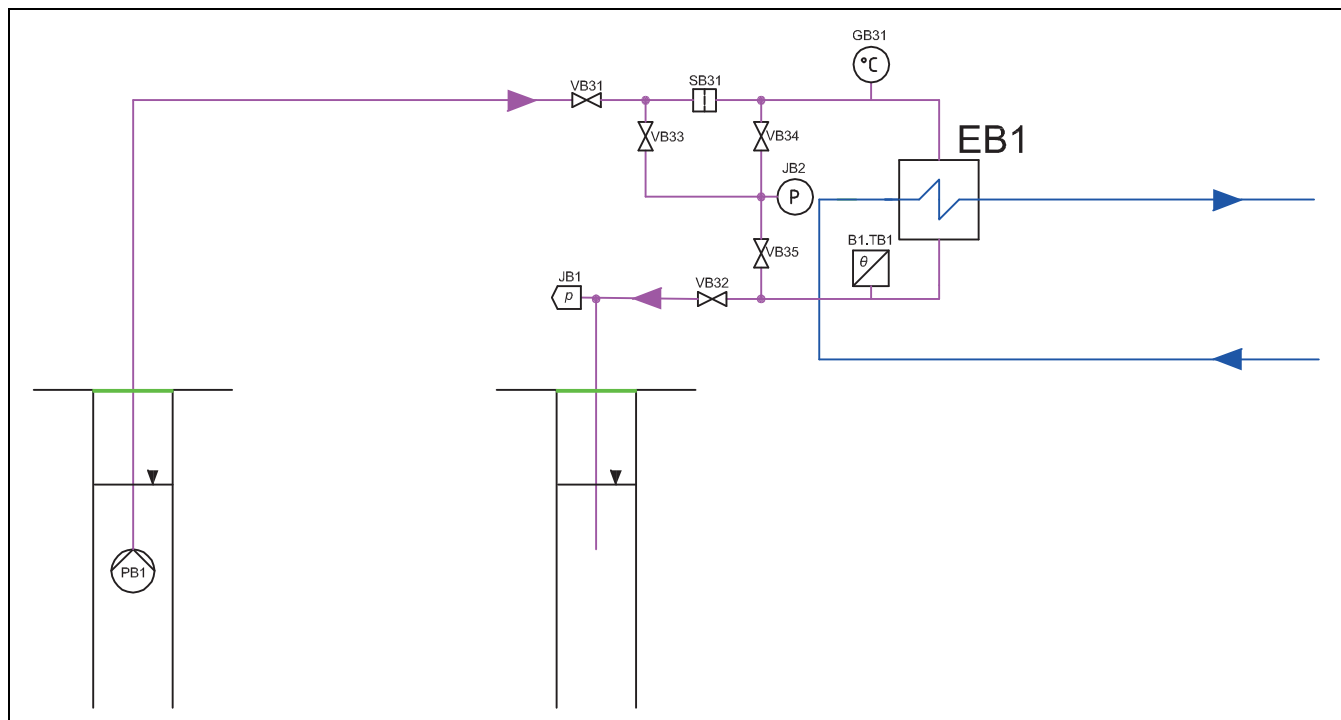 GB31
°C
VB31
SB31
VB33
VB34
EB1
JB2
P
B1.TB1
θ
VB35
JB1
p
VB32
PB1